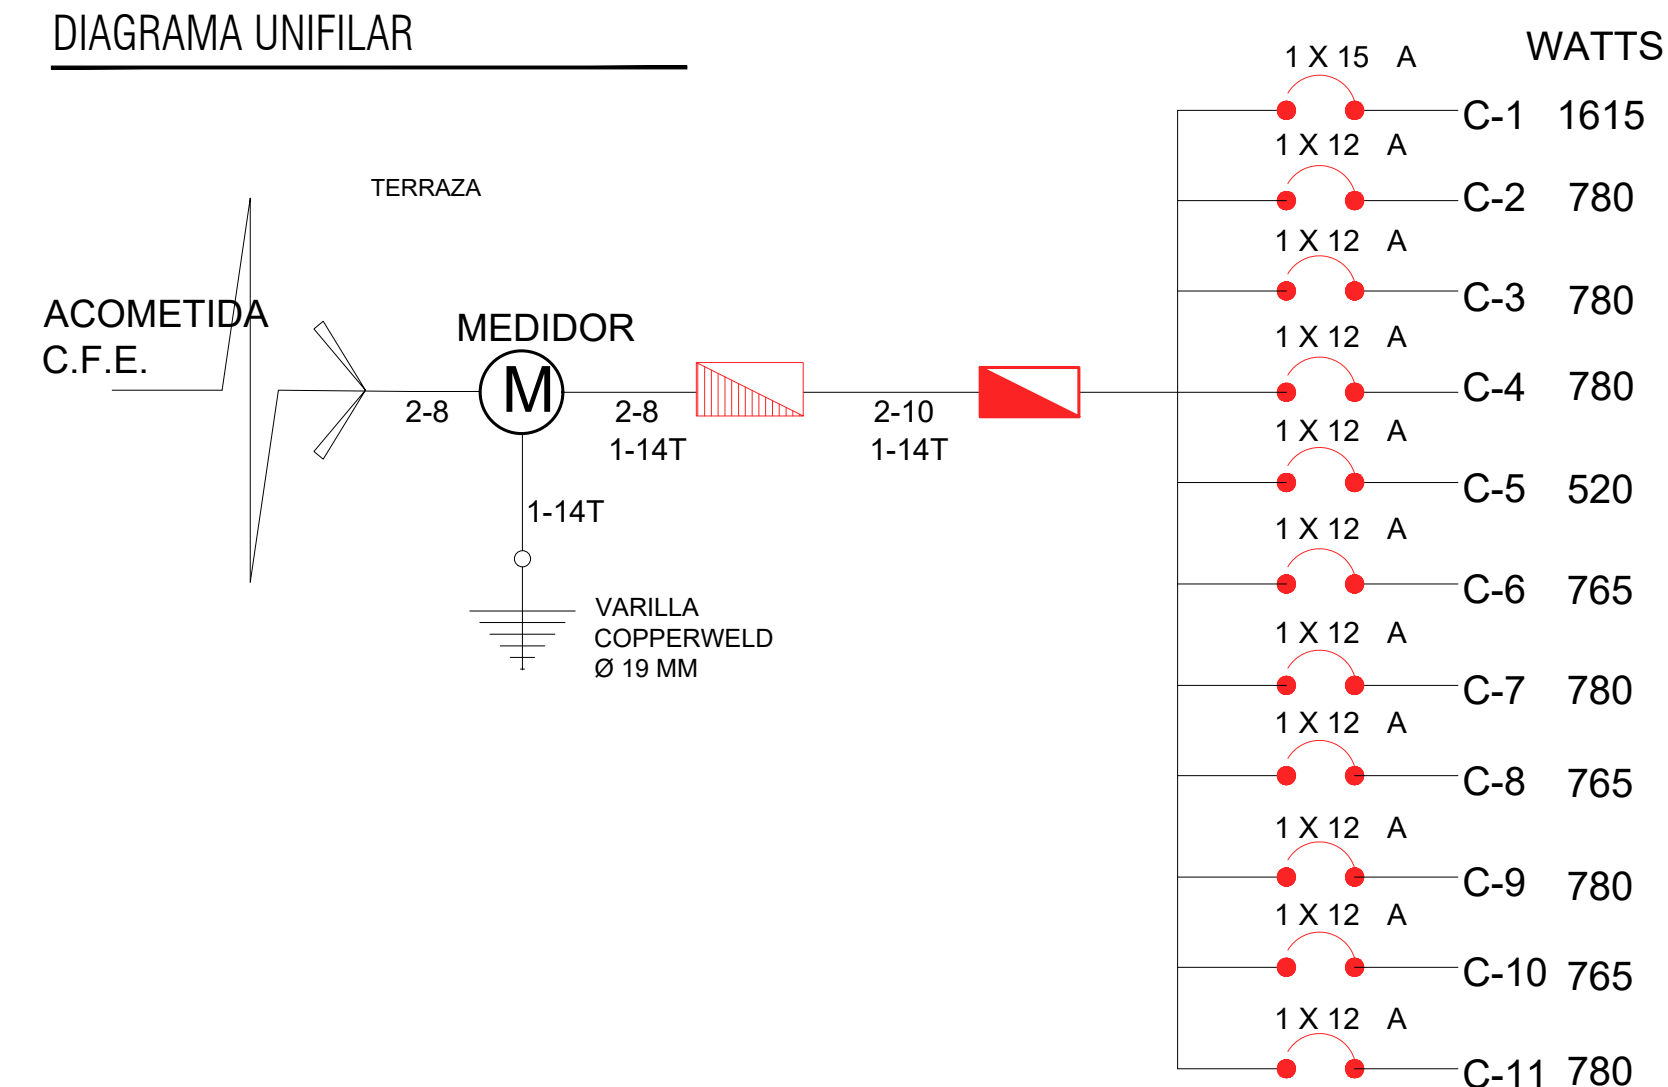 DIAGRAMA UNIFILAR
WATTS
1 X 15 A
C-1 1615
1 X 12 A
C-2 780
1 X 12 A
C-3 780
1 X 12 A
C-4 780
1 X 12 A
C-5 520
1 X 12 A
C-6 765
1 X 12 A
C-7 780
1 X 12 A
C-8 765
1 X 12 A
C-9 780
1 X 12 A
C-10 765
1 X 12 A
C-11 780
TERRAZA
ACOMETIDA
C.F.E.
2-8
MEDIDOR
M
2-8
1-14T
2-10
1-14T
1-14T
VARILLA
COPPERWELD
Ø 19 MM